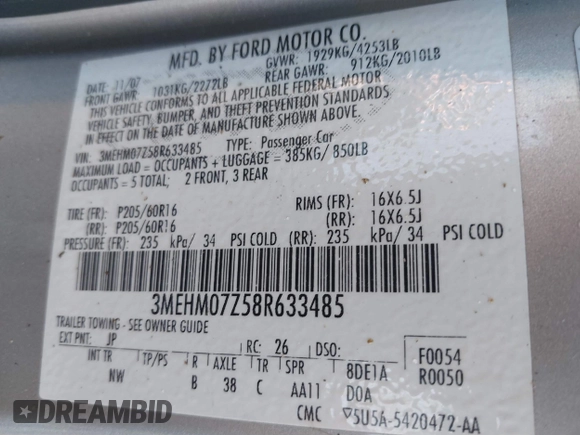 MFD. BY FORD MOTOR CO.
DATE: 11/07 GVWR: 1929KG/4253LB
FRONT GAWR: 1031KG/2272LB REAR GAWR: 912KG/2010LB
THIS VEHICLE CONFORMS TO ALL APPLICABLE FEDERAL MOTOR
VEHICLE SAFETY, BUMPER, AND THEFT PREVENTION STANDARDS
IN EFFECT ON THE DATE OF MANUFACTURE SHOWN ABOVE.
VIN: 3MEHM07Z58R633485 TYPE: Passenger Car
MAXIMUM LOAD = OCCUPANTS + LUGGAGE = 385KG/ 850LB
OCCUPANTS = 5 TOTAL; 2 FRONT, 3 REAR
TIRE (FR): P205/60R16 RIMS (FR): 16X6.5J
(RR): P205/60R16 (RR): 16X6.5J
PRESSURE (FR): 235 kPa/ 34 PSI COLD (RR): 235 kPa/ 34 PSI COLD
3MEHM07Z58R633485
TRAILER TOWING - SEE OWNER GUIDE
EXT PNT: JP RC: 26 DSO: F0054
INT TR TP/PS R AXLE TR SPR 8DE1A R0050
NW B 38 C AA11 D0A
CMC ▽5U5A-5420472-AA
DREAMBID